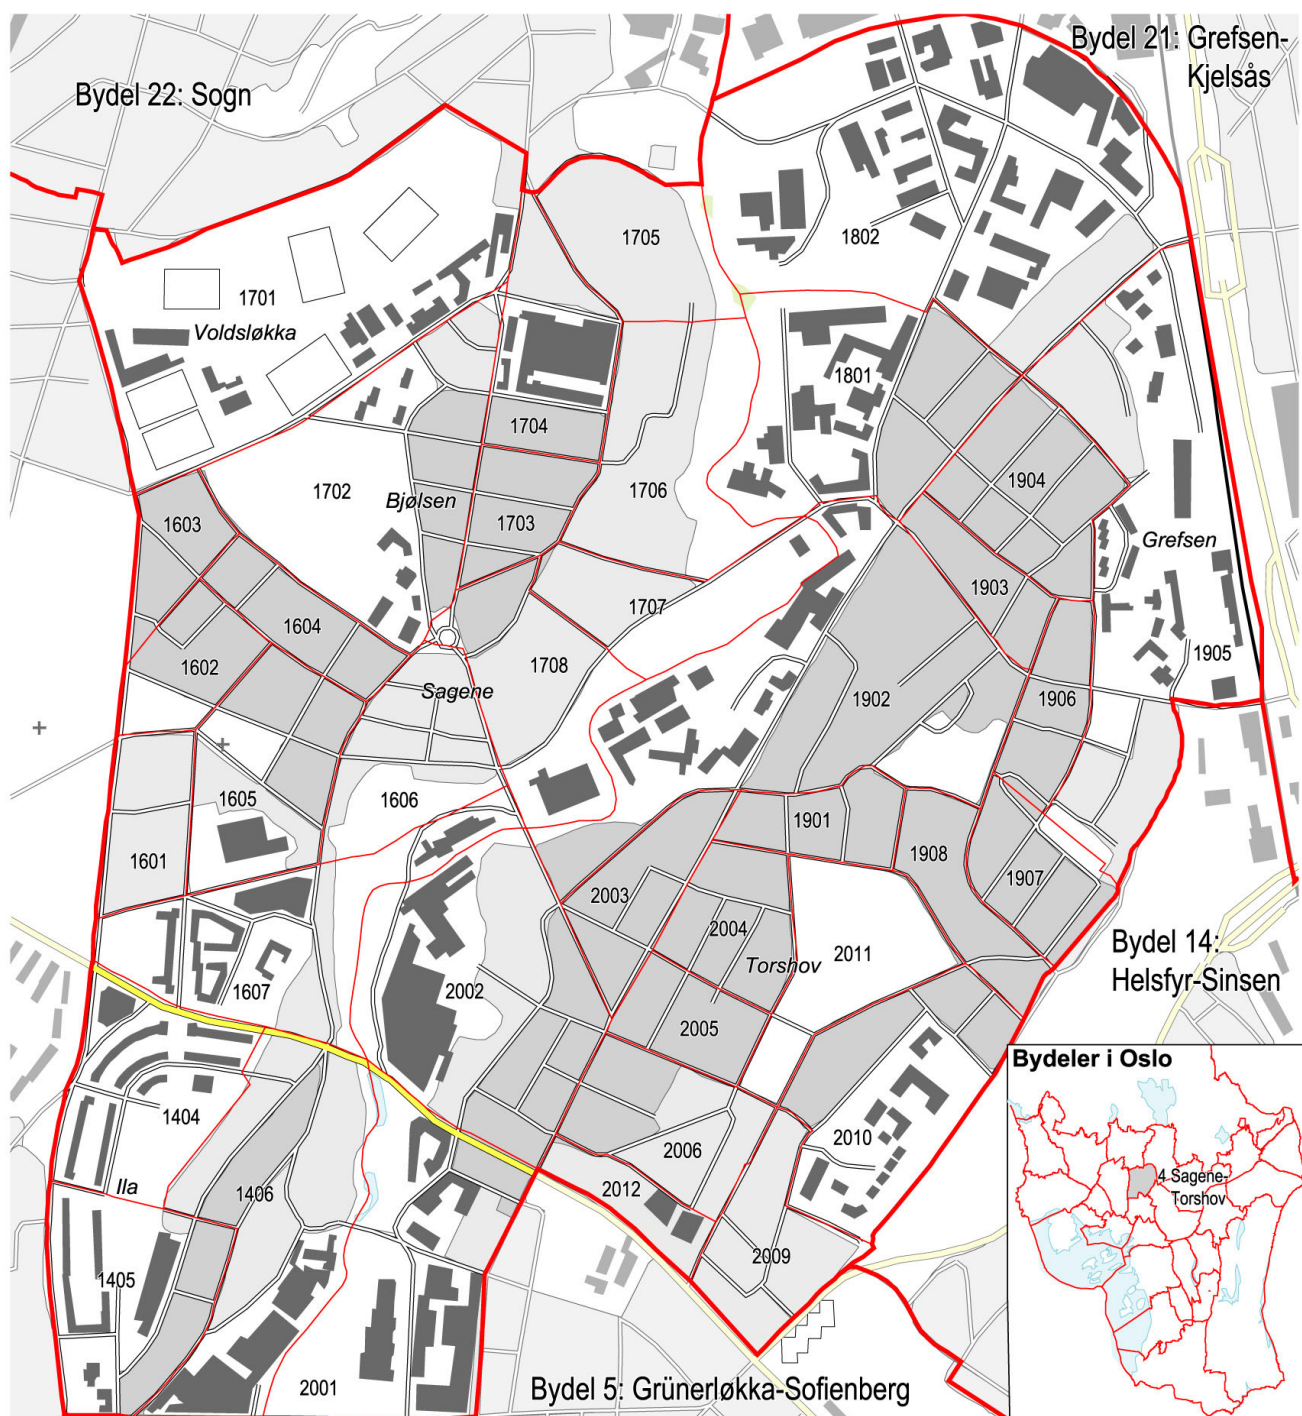 Bydel 22: Sogn
Bydel 21: Grefsen-
Kjelsås
1705
1802
1701
Voldsløkka
1801
1704
1904
1702
Bjølsen
1706
1603
1703
Grefsen
1903
1707
1604
1602
1708
1905
Sagene
1902
1906
1605
1606
1901
1908
1601
1907
2003
2004
Torshov
2011
Bydel 14:
Helsfyr-Sinsen
1607
2002
2005
Bydeler i Oslo
1404
2010
2006
4 Sagene-
Torshov
Ila
1406
2012
2009
1405
2001
Bydel 5: Grünerløkka-Sofienberg